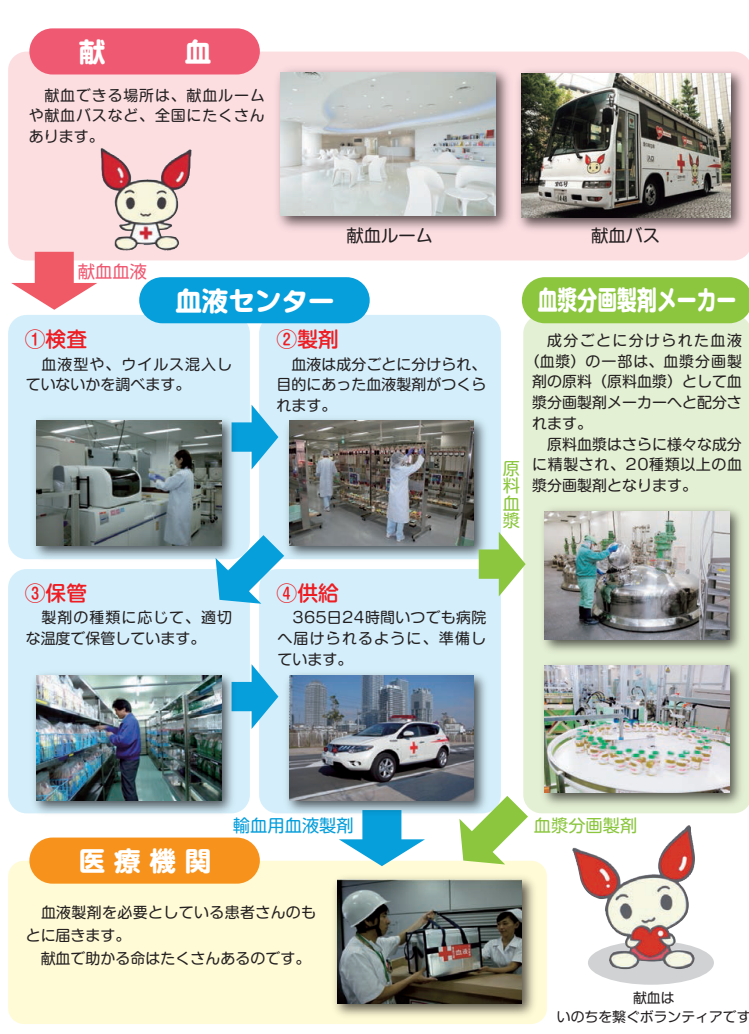 献血
献血できる場所は、献血ルーム
や献血バスなど、全国にたくさん
あります。
献血ルーム
献血バス
献血血液
血液センター
①検査
血液型や、ウイルス混入し
ていないかを調べます。
②製剤
血液は成分ごとに分けられ、
目的にあった血液製剤がつくら
れます。
③保管
製剤の種類に応じて、適切
な温度で保管しています。
④供給
365日24時間いつでも病院
へ届けられるように、準備し
ています。
原料血漿
血漿分画製剤メーカー
成分ごとに分けられた血液
(血漿)の一部は、血漿分画製
剤の原料(原料血漿)として血
漿分画製剤メーカーへと配分さ
れます。
原料血漿はさらに様々な成分
に精製され、20種類以上の血
漿分画製剤となります。
輸血用血液製剤
血漿分画製剤
医療機関
血液製剤を必要としている患者さんのも
とに届きます。
献血で助かる命はたくさんあるのです。
血液
献血は
いのちを繋ぐボランティアです